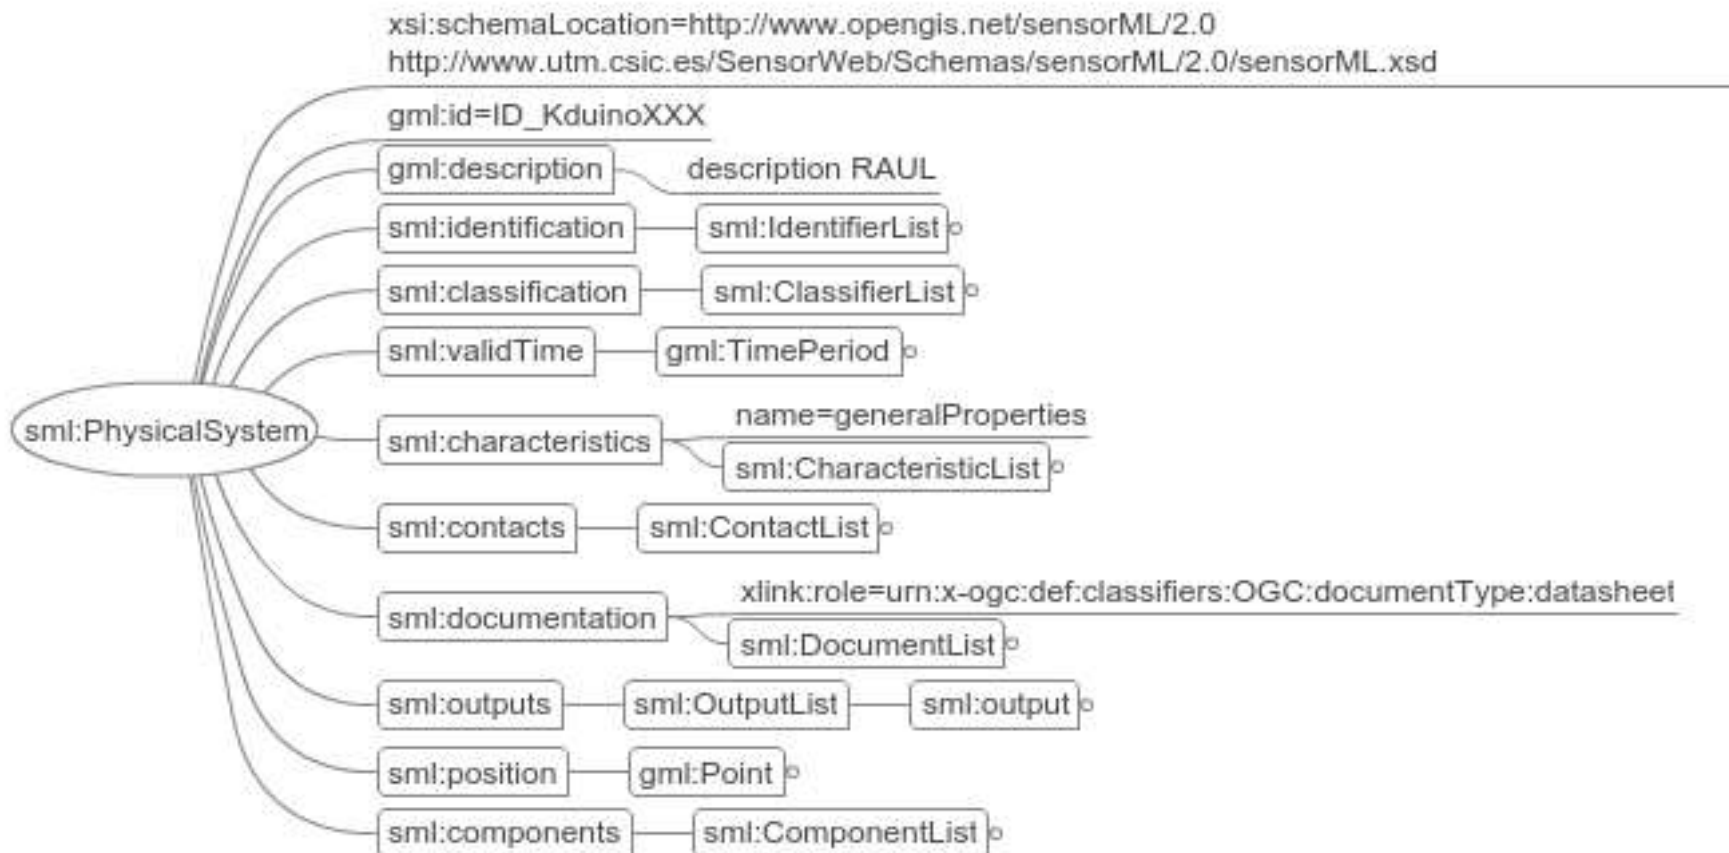 xsi:schemaLocation=http://www.opengis.net/sensorML/2.0
http://www.utm.csic.es/SensorWeb/Schemas/sensorML/2.0/sensorML.xsd
gml:id=ID_KduinoXXX
gml:description description RAUL
sml:identification sml:IdentifierList
sml:classification sml:ClassifierList
sml:validTime gml:TimePeriod
sml:PhysicalSystem
sml:characteristics
name=generalProperties
sml:CharacteristicList
sml:contacts sml:ContactList
sml:documentation
xlink:role=urn:x-ogc:def:classifiers:OGC:documentType:datasheet
sml:DocumentList
sml:outputs sml:OutputList sml:output
sml:position gml:Point
sml:components sml:ComponentList